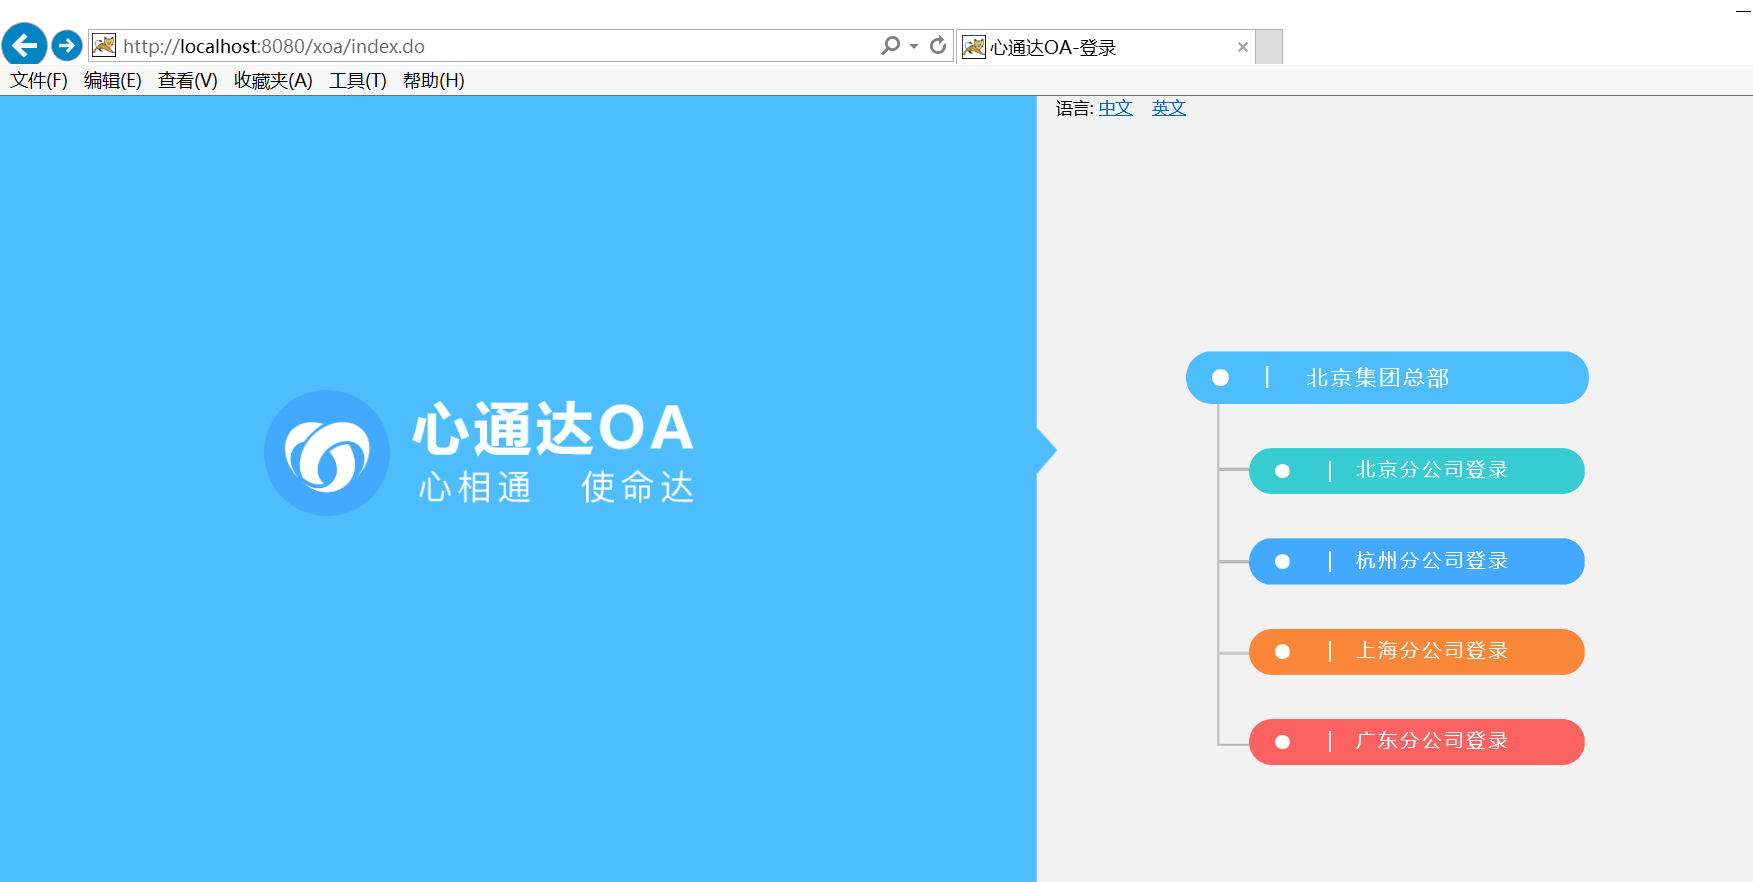 http://localhost:8080/xoa/index.do
心通达OA-登录
文件(F) 编辑(E) 查看(V) 收藏夹(A) 工具(T) 帮助(H)
语言: 中文 英文
心通达OA
心相通 使命达
北京集团总部
北京分公司登录
杭州分公司登录
上海分公司登录
广东分公司登录